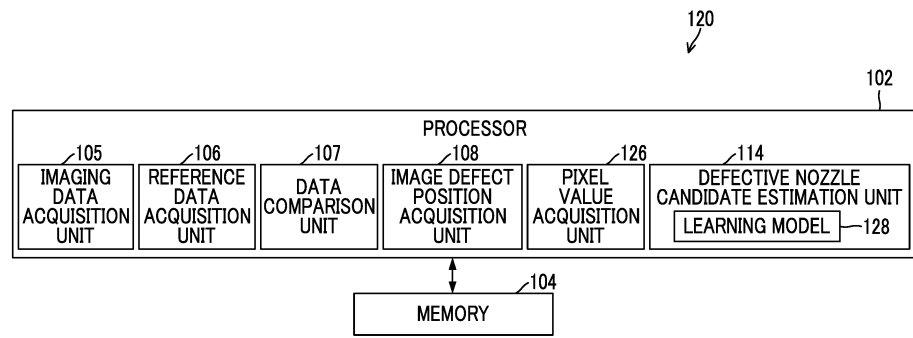 120
102
PROCESSOR
105
106
107
108
126
114
IMAGING
DATA
ACQUISITION
UNIT
REFERENCE
DATA
ACQUISITION
UNIT
DATA
COMPARISON
UNIT
IMAGE DEFECT
POSITION
ACQUISITION
UNIT
PIXEL
VALUE
ACQUISITION
UNIT
DEFECTIVE NOZZLE
CANDIDATE ESTIMATION UNIT
LEARNING MODEL
128
104
MEMORY